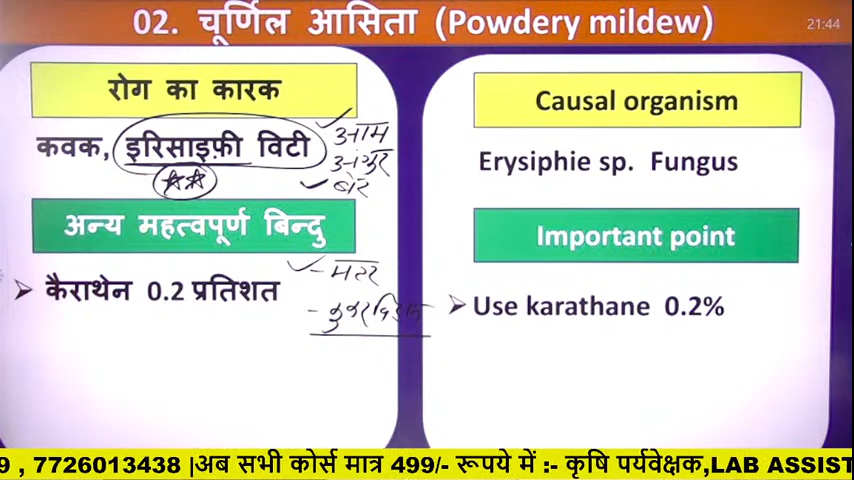 02. चूर्णिल आसिता (Powdery mildew)
21:44
रोग का कारक
कवक, इरिसाइफ़ी विटी
आम
अंगूर
बेर
अन्य महत्वपूर्ण बिन्दु
- मटर
कैराथेन 0.2 प्रतिशत
Causal organism
Erysiphie sp. Fungus
Important point
Use karathane 0.2%
9 , 7726013438 |अब सभी कोर्स मात्र 499/- रूपये में :- कृषि पर्यवेक्षक,LAB ASSIST